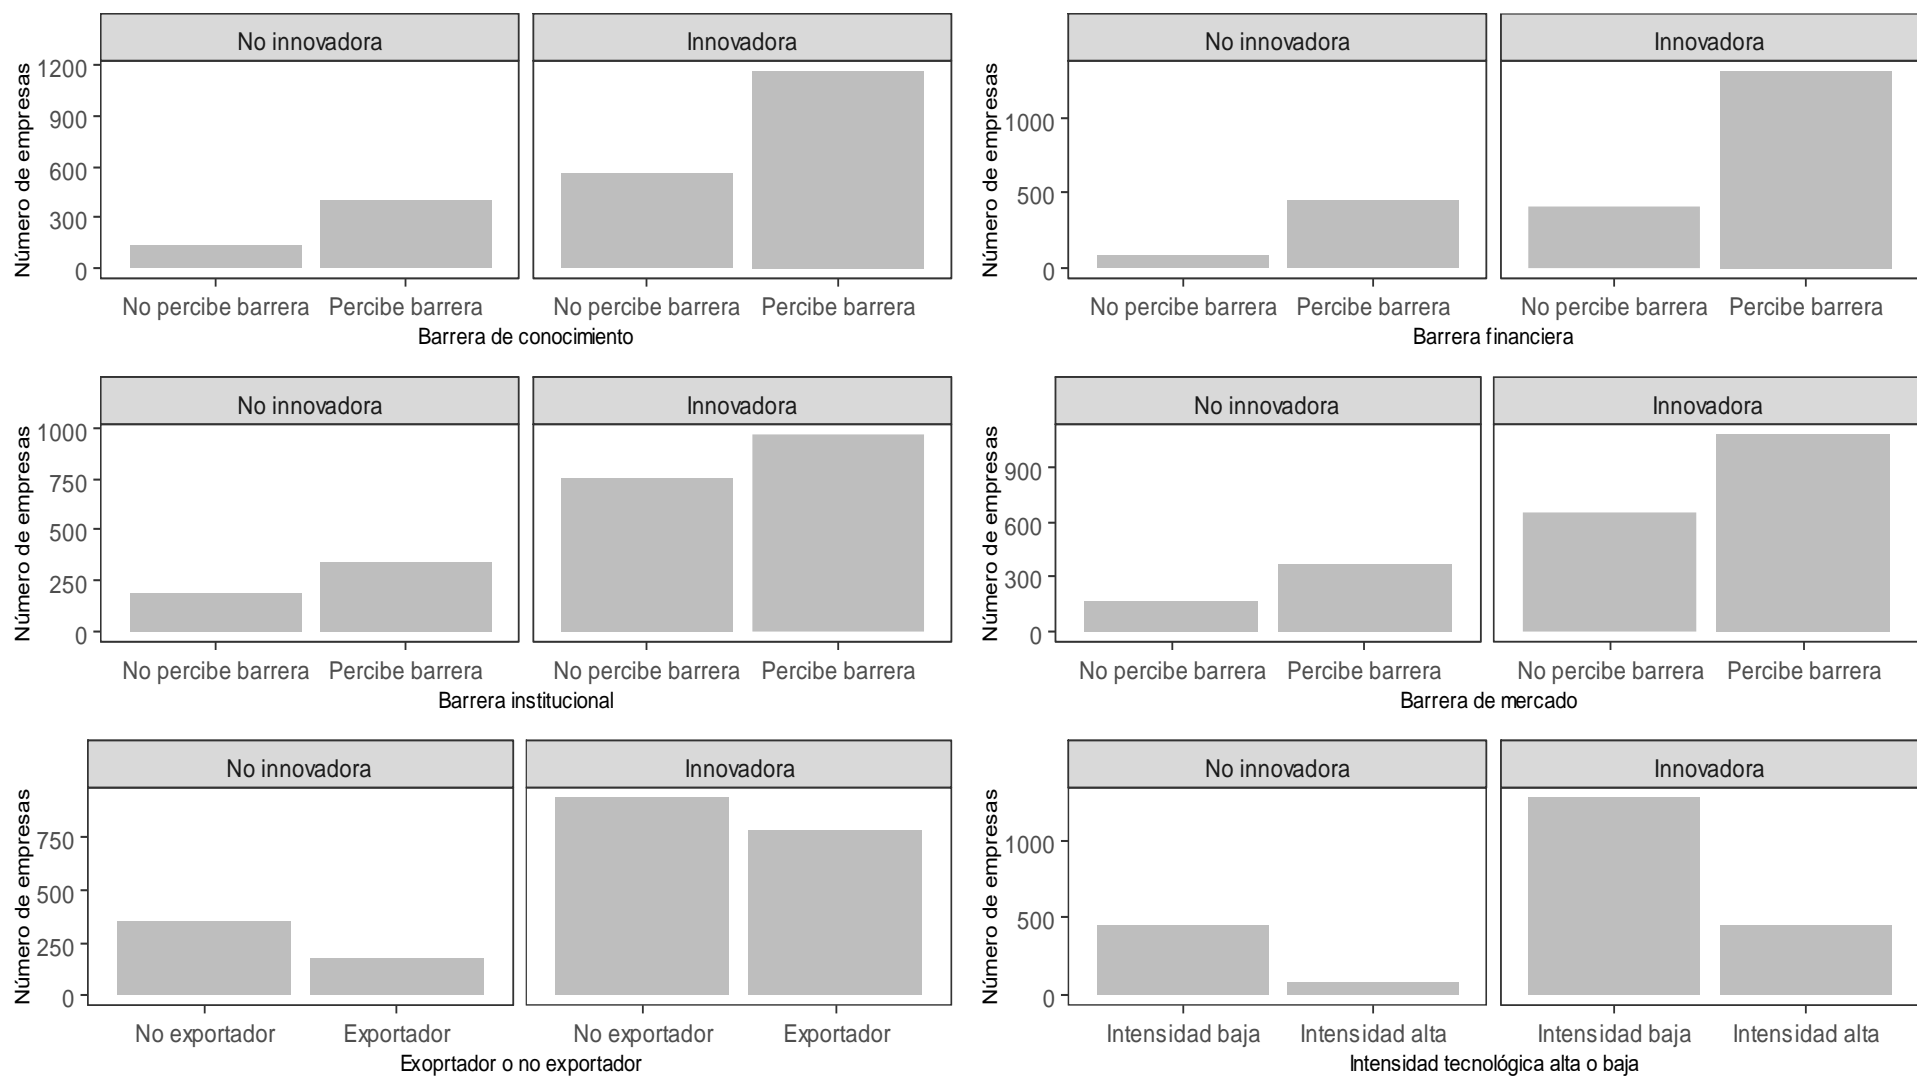 No innovadora
Innovadora
Número de empresas
1200
900
600
300
0
No percibe barrera
Percibe barrera
No percibe barrera
Percibe barrera
Barrera de conocimiento
No innovadora
Innovadora
Número de empresas
1000
500
0
No percibe barrera
Percibe barrera
No percibe barrera
Percibe barrera
Barrera financiera
No innovadora
Innovadora
Número de empresas
1000
750
500
250
0
No percibe barrera
Percibe barrera
No percibe barrera
Percibe barrera
Barrera institucional
No innovadora
Innovadora
Número de empresas
900
600
300
0
No percibe barrera
Percibe barrera
No percibe barrera
Percibe barrera
Barrera de mercado
No innovadora
Innovadora
Número de empresas
750
500
250
0
No exportador
Exportador
No exportador
Exportador
Exoprtador o no exportador
No innovadora
Innovadora
Número de empresas
1000
500
0
Intensidad baja
Intensidad alta
Intensidad baja
Intensidad alta
Intensidad tecnológica alta o baja